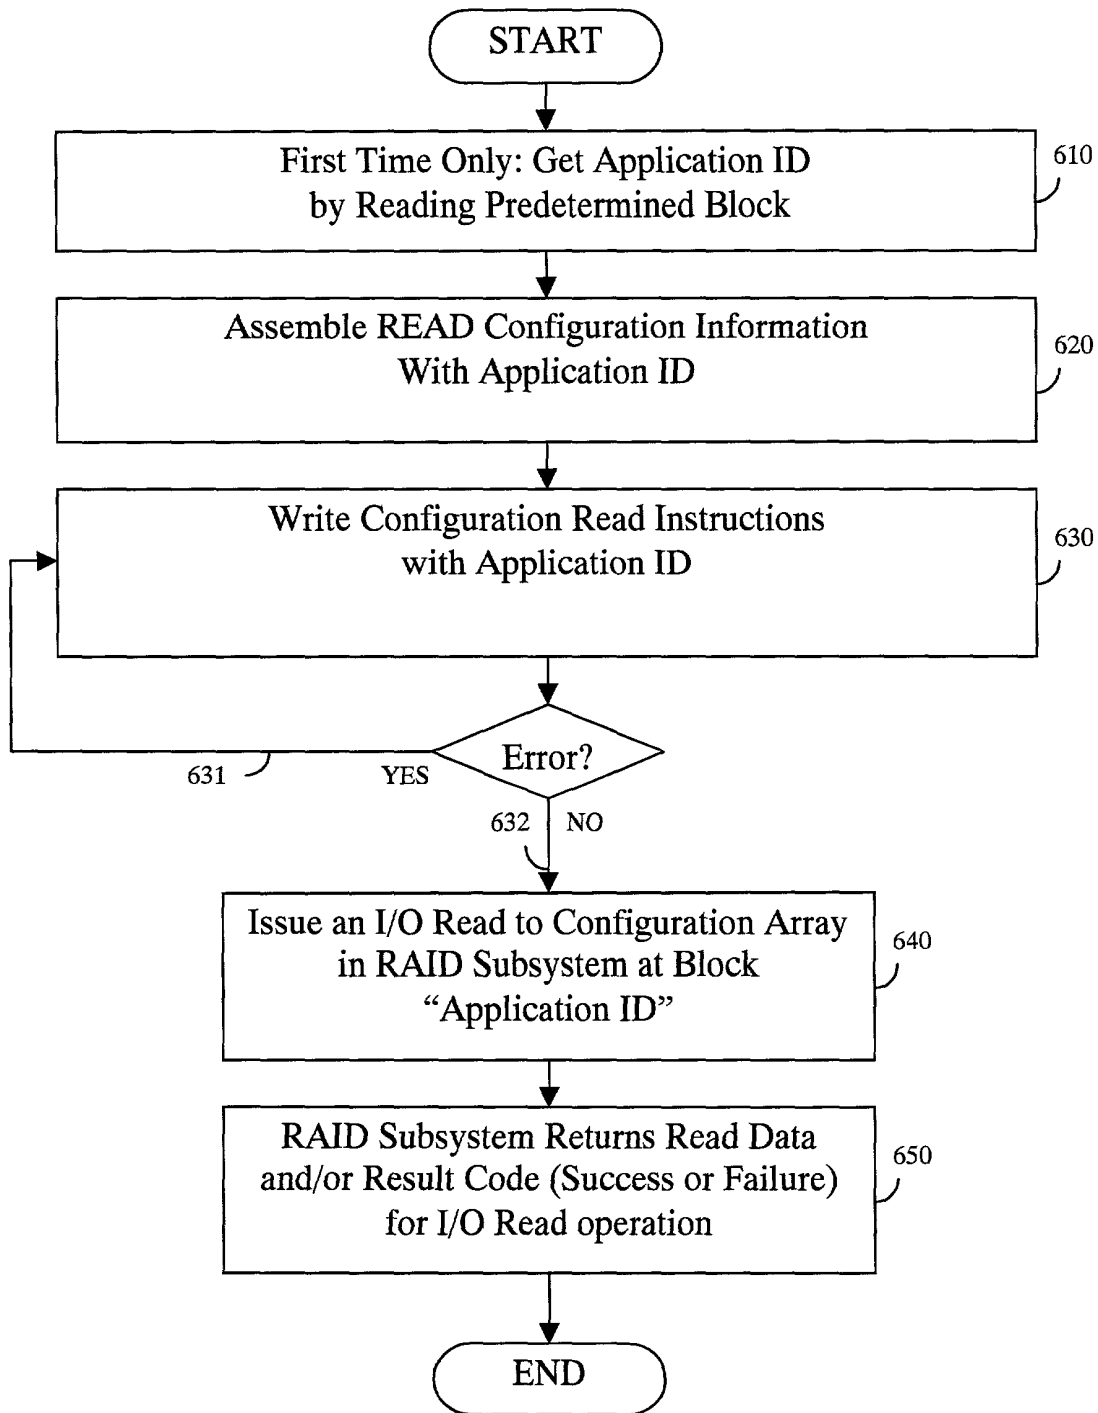 START
First Time Only: Get Application ID
by Reading Predetermined Block
610
Assemble READ Configuration Information
With Application ID
620
Write Configuration Read Instructions
with Application ID
630
Error?
631
YES
632
NO
Issue an I/O Read to Configuration Array
in RAID Subsystem at Block
“Application ID”
640
RAID Subsystem Returns Read Data
and/or Result Code (Success or Failure)
for I/O Read operation
650
END